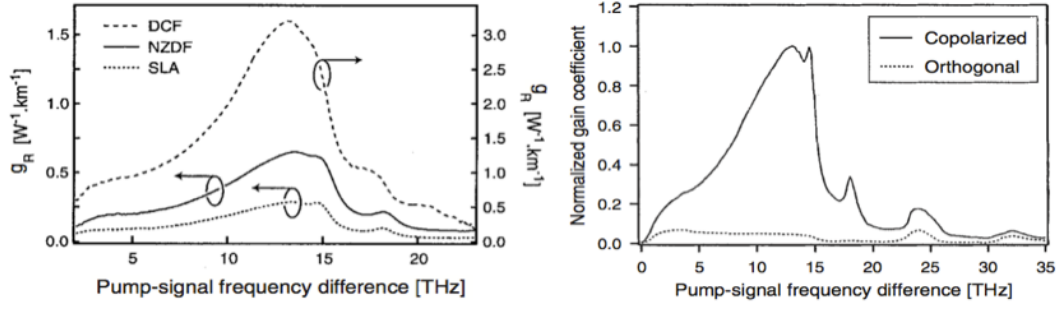 DCF
NZDF
SLA
g_R [W⁻¹.km⁻¹]
1.5
1.0
0.5
0.0
3.0
2.5
2.0
1.5
1.0
0.5
0.0
g_R [W⁻¹.km⁻¹]
5 10 15 20
Pump-signal frequency difference [THz]
Copolarized
Orthogonal
Normalized gain coefficient
1.2
1.0
0.8
0.6
0.4
0.2
0.0
0 5 10 15 20 25 30 35
Pump-signal frequency difference [THz]